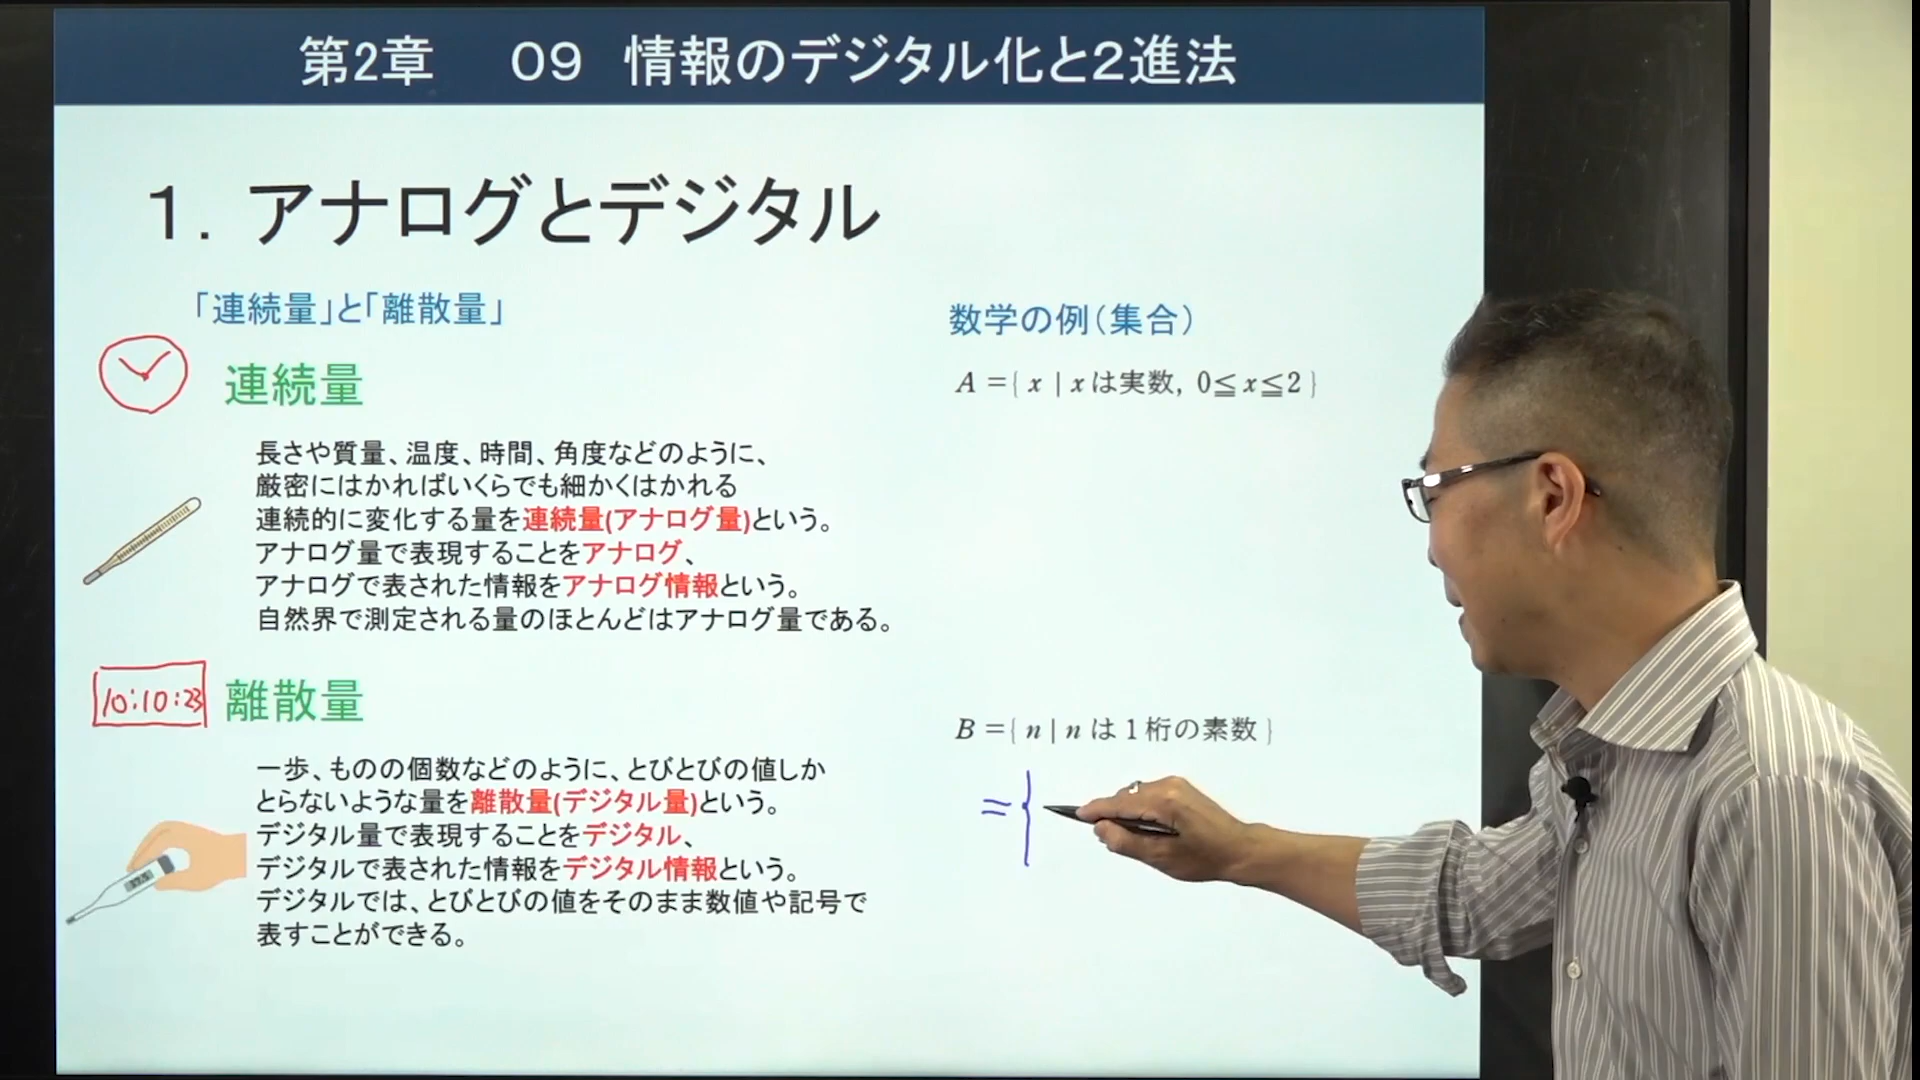 第2章 09 情報のデジタル化と2進法
1. アナログとデジタル
「連続量」と「離散量」
連続量
長さや質量、温度、時間、角度などのように、
厳密にはかればいくらでも細かくはかれる
連続的に変化する量を連続量(アナログ量)という。
アナログ量で表現することをアナログ、
アナログで表された情報をアナログ情報という。
自然界で測定される量のほとんどはアナログ量である。
10:10:23
離散量
一歩、ものの個数などのように、とびとびの値しか
とらないような量を離散量(デジタル量)という。
デジタル量で表現することをデジタル、
デジタルで表された情報をデジタル情報という。
デジタルでは、とびとびの値をそのまま数値や記号で
表すことができる。
数学の例(集合)
A={ x | xは実数, 0≦x≦2 }
B={ n | n は1桁の素数 }
={